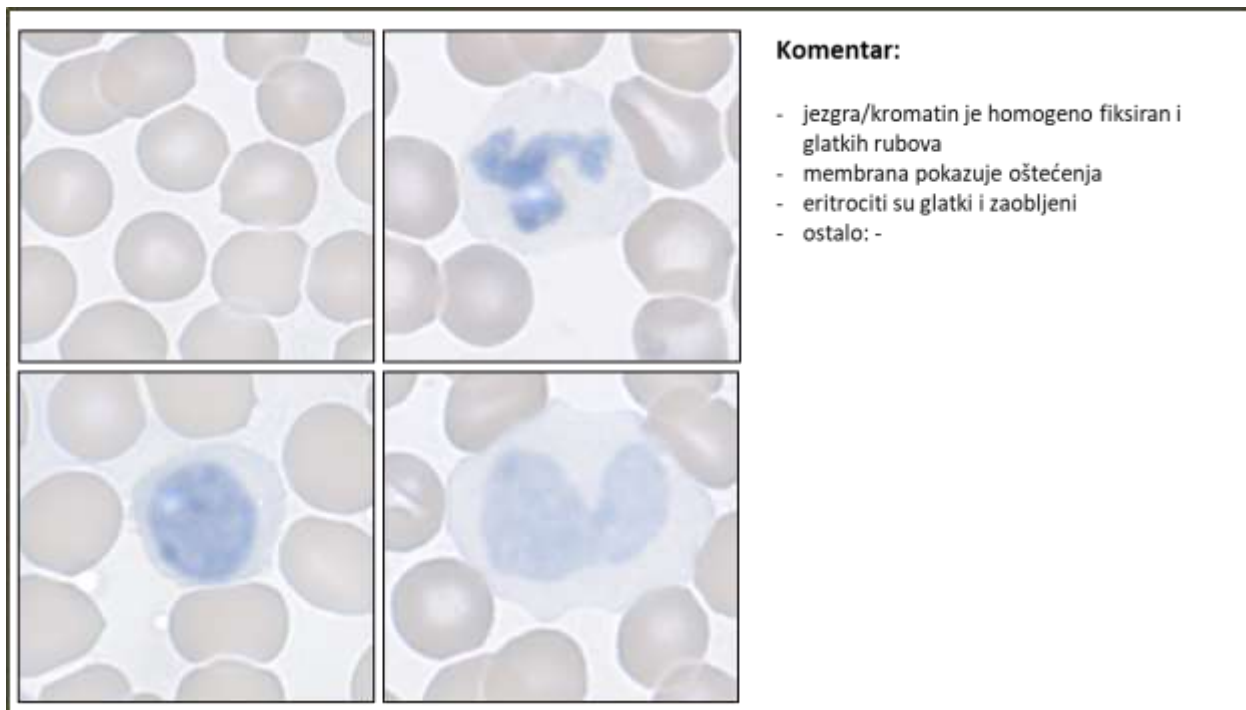 Komentar:
- jezgra/kromatin je homogeno fiksiran i
glatkih rubova
- membrana pokazuje oštećenja
- eritrociti su glatki i zaobljeni
- ostalo: -